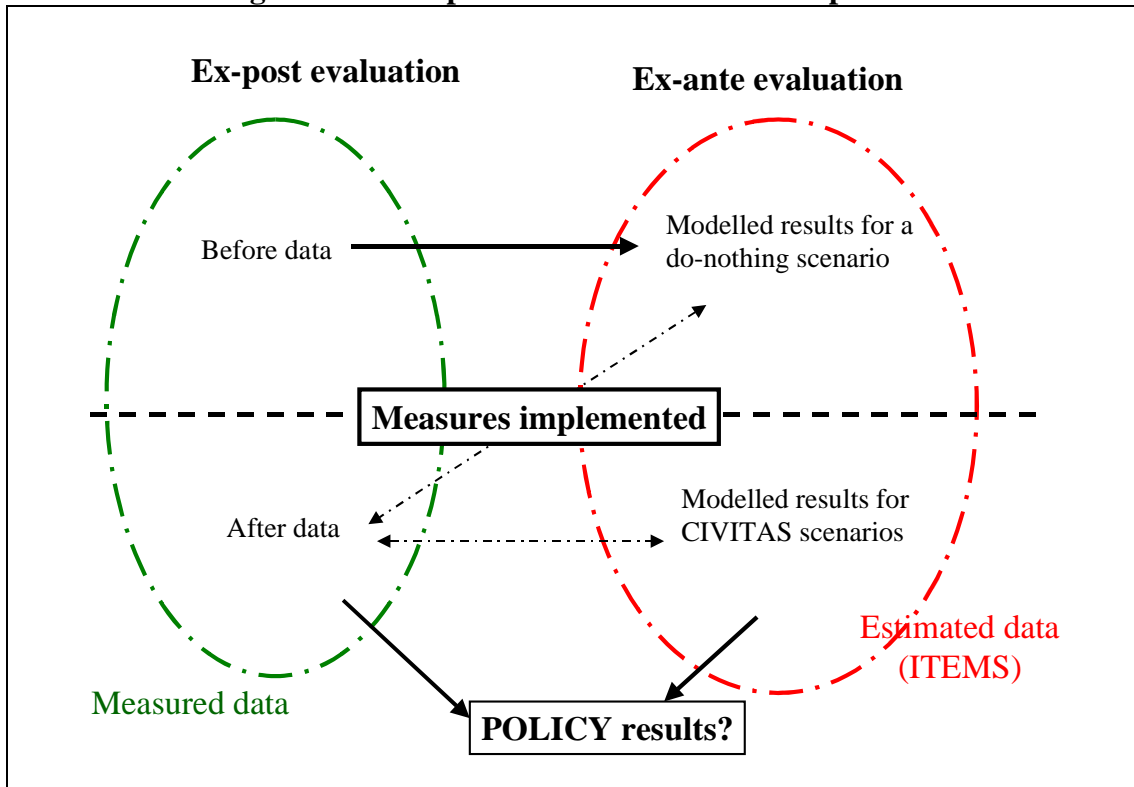 Ex-post evaluation
Ex-ante evaluation
Before data
Modelled results for a
do-nothing scenario
Measures implemented
After data
Modelled results for
CIVITAS scenarios
Estimated data
(ITEMS)
Measured data
POLICY results?